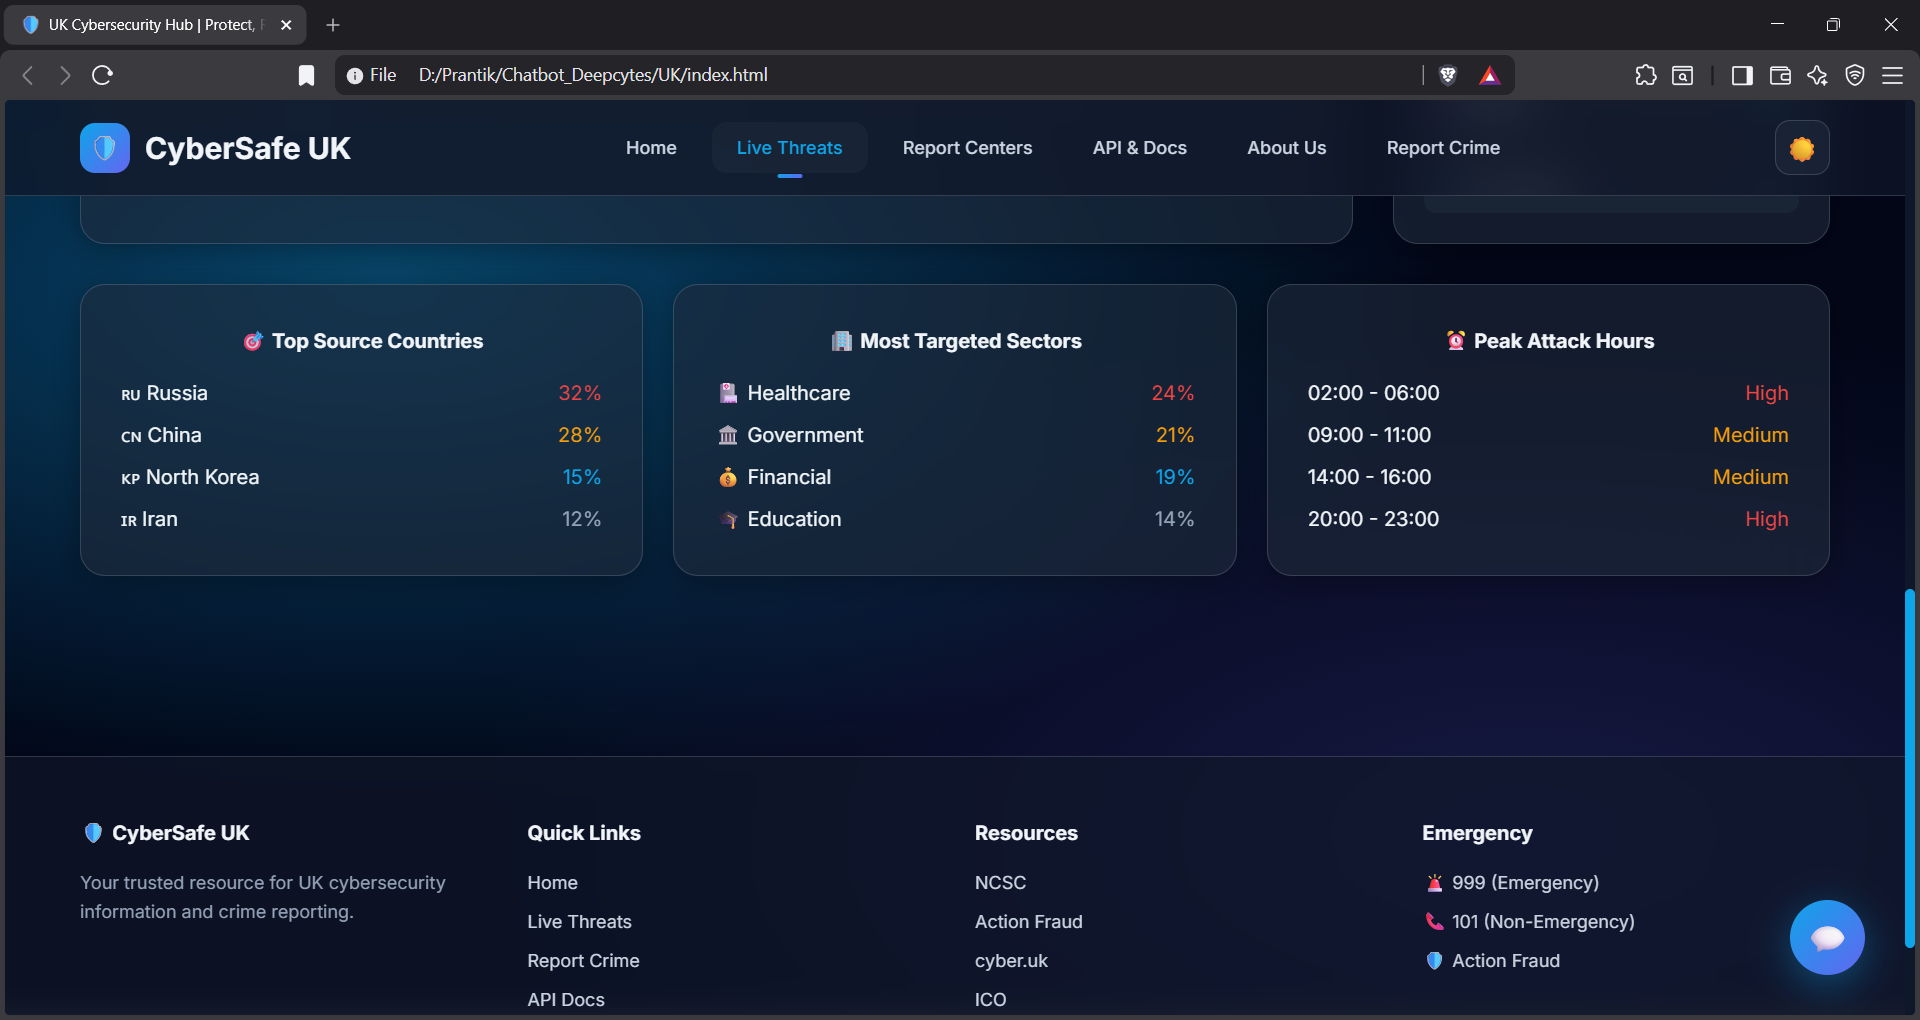 UK Cybersecurity Hub | Protect,
File D:/Prantik/Chatbot_Deepcytes/UK/index.html
CyberSafe UK
Home
Live Threats
Report Centers
API & Docs
About Us
Report Crime
Top Source Countries
RU Russia 32%
CN China 28%
KP North Korea 15%
IR Iran 12%
Most Targeted Sectors
Healthcare 24%
Government 21%
Financial 19%
Education 14%
Peak Attack Hours
02:00 - 06:00 High
09:00 - 11:00 Medium
14:00 - 16:00 Medium
20:00 - 23:00 High
CyberSafe UK
Your trusted resource for UK cybersecurity
information and crime reporting.
Quick Links
Home
Live Threats
Report Crime
API Docs
Resources
NCSC
Action Fraud
cyber.uk
ICO
Emergency
999 (Emergency)
101 (Non-Emergency)
Action Fraud